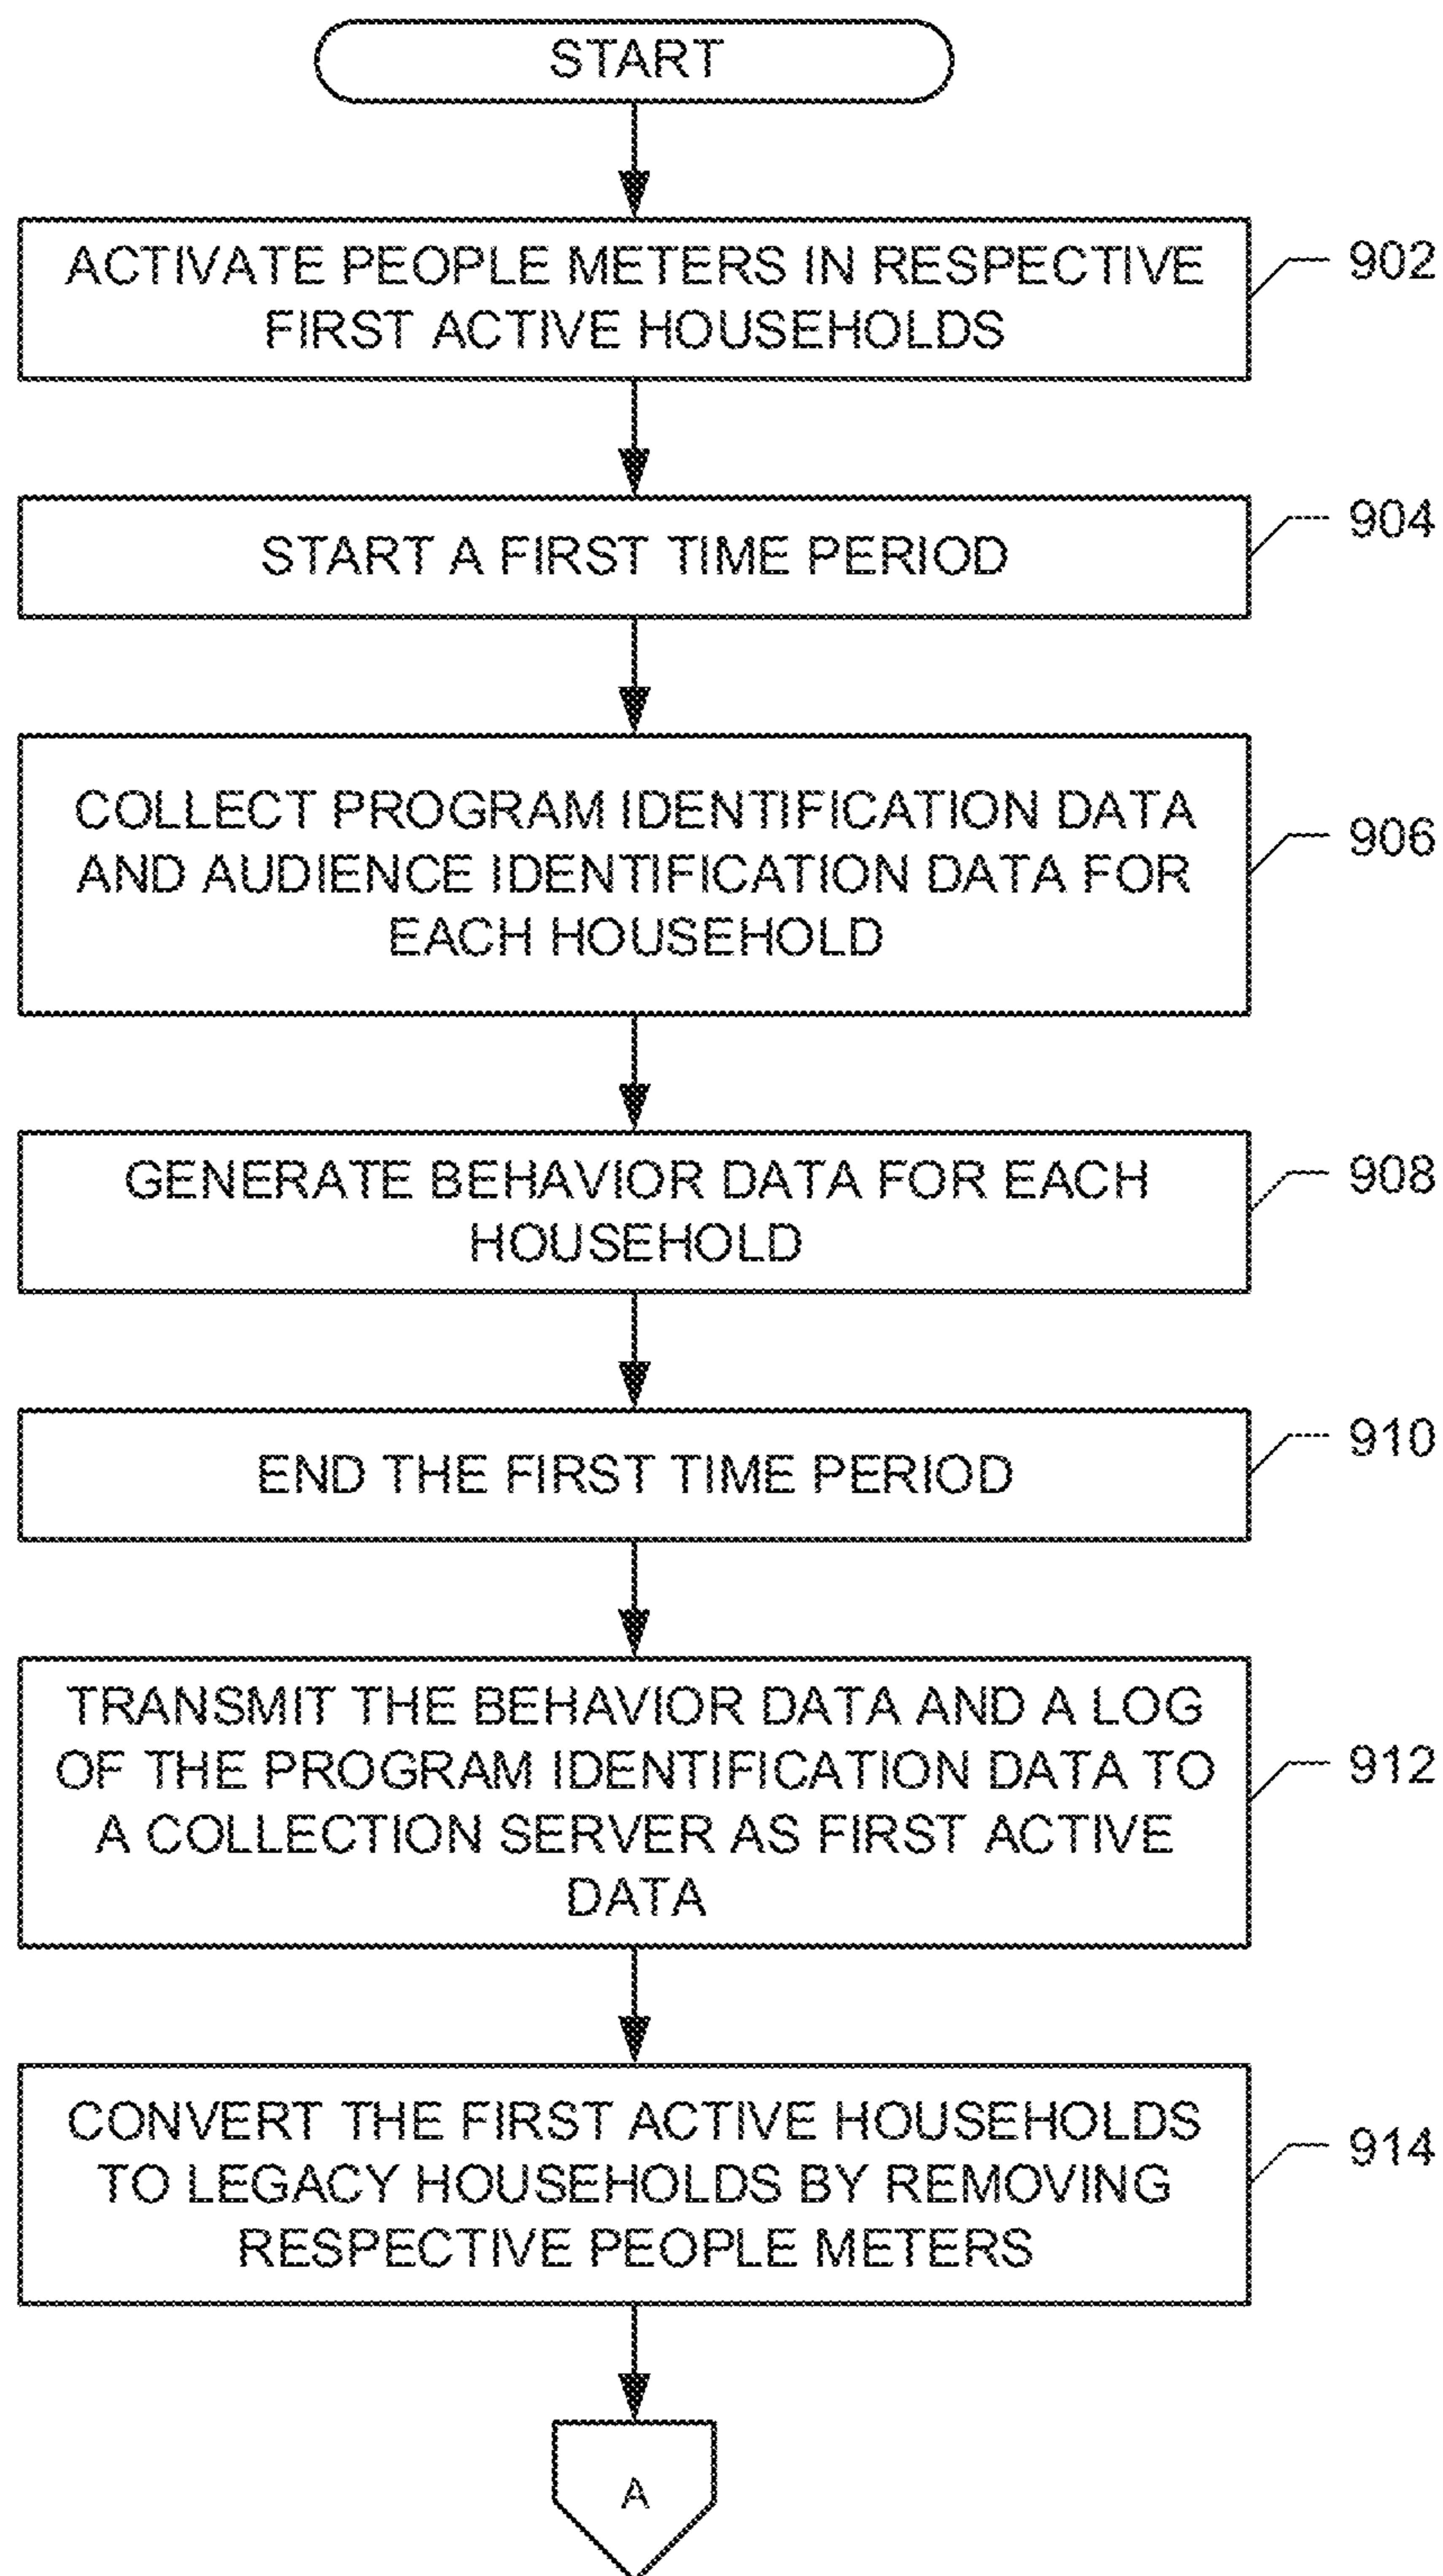 START
ACTIVATE PEOPLE METERS IN RESPECTIVE
FIRST ACTIVE HOUSEHOLDS
902
START A FIRST TIME PERIOD
904
COLLECT PROGRAM IDENTIFICATION DATA
AND AUDIENCE IDENTIFICATION DATA FOR
EACH HOUSEHOLD
906
GENERATE BEHAVIOR DATA FOR EACH
HOUSEHOLD
908
END THE FIRST TIME PERIOD
910
TRANSMIT THE BEHAVIOR DATA AND A LOG
OF THE PROGRAM IDENTIFICATION DATA TO
A COLLECTION SERVER AS FIRST ACTIVE
DATA
912
CONVERT THE FIRST ACTIVE HOUSEHOLDS
TO LEGACY HOUSEHOLDS BY REMOVING
RESPECTIVE PEOPLE METERS
914
A